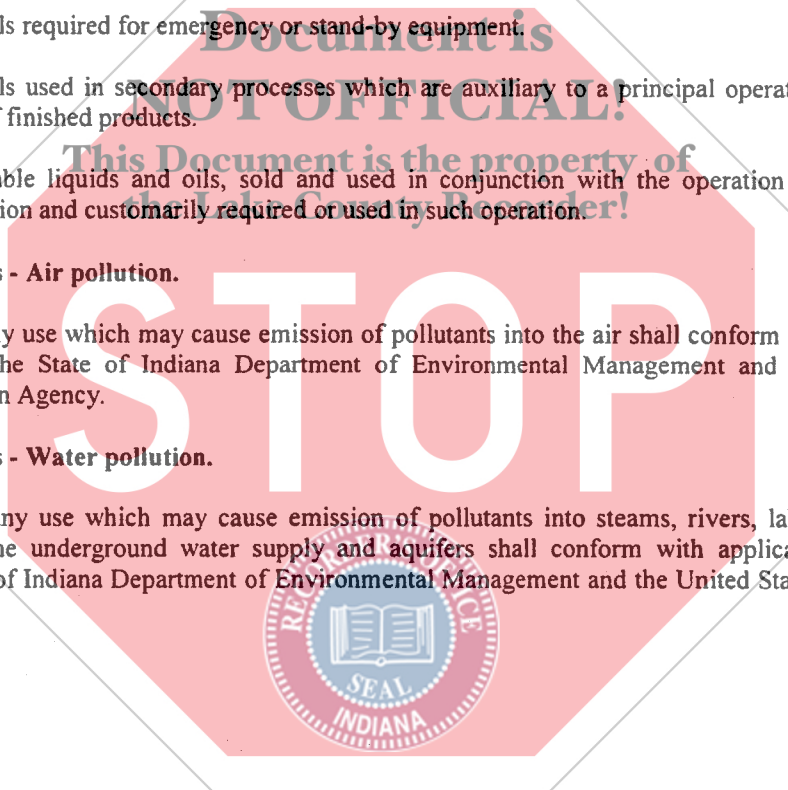 ls required for emergency or stand-by equipment.
Document is
ls used in secondary processes which are auxiliary to a principal operat
NOT OFFICIAL!
f finished products.
This Document is the property of
ble liquids and oils, sold and used in conjunction with the operation
the Lake County Recorder!
ion and customarily required or used in such operation.
s - Air pollution.
STOP
ny use which may cause emission of pollutants into the air shall conform
he State of Indiana Department of Environmental Management and
n Agency.
s - Water pollution.
any use which may cause emission of pollutants into steams, rivers, la
he underground water supply and aquifers shall conform with applica
of Indiana Department of Environmental Management and the United Sta
RECORDER'S OFFICE
SEAL
INDIANA